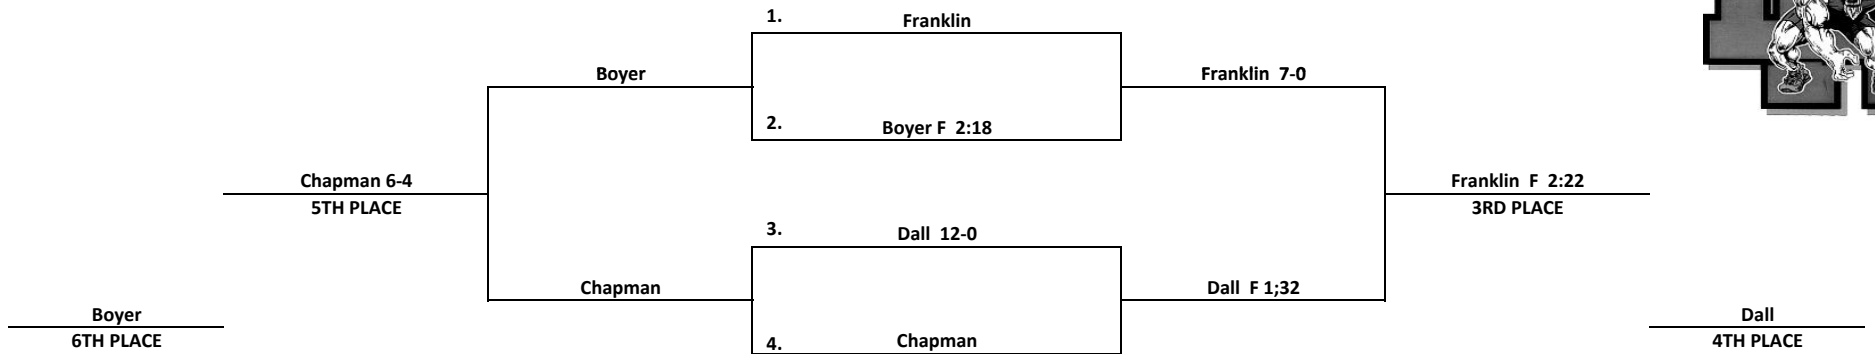 1. Franklin
Boyer
Franklin 7-0
2. Boyer F 2:18
Chapman 6-4
5TH PLACE
Franklin F 2:22
3RD PLACE
3. Dall 12-0
Chapman
Dall F 1;32
Boyer
6TH PLACE
Dall
4TH PLACE
4. Chapman